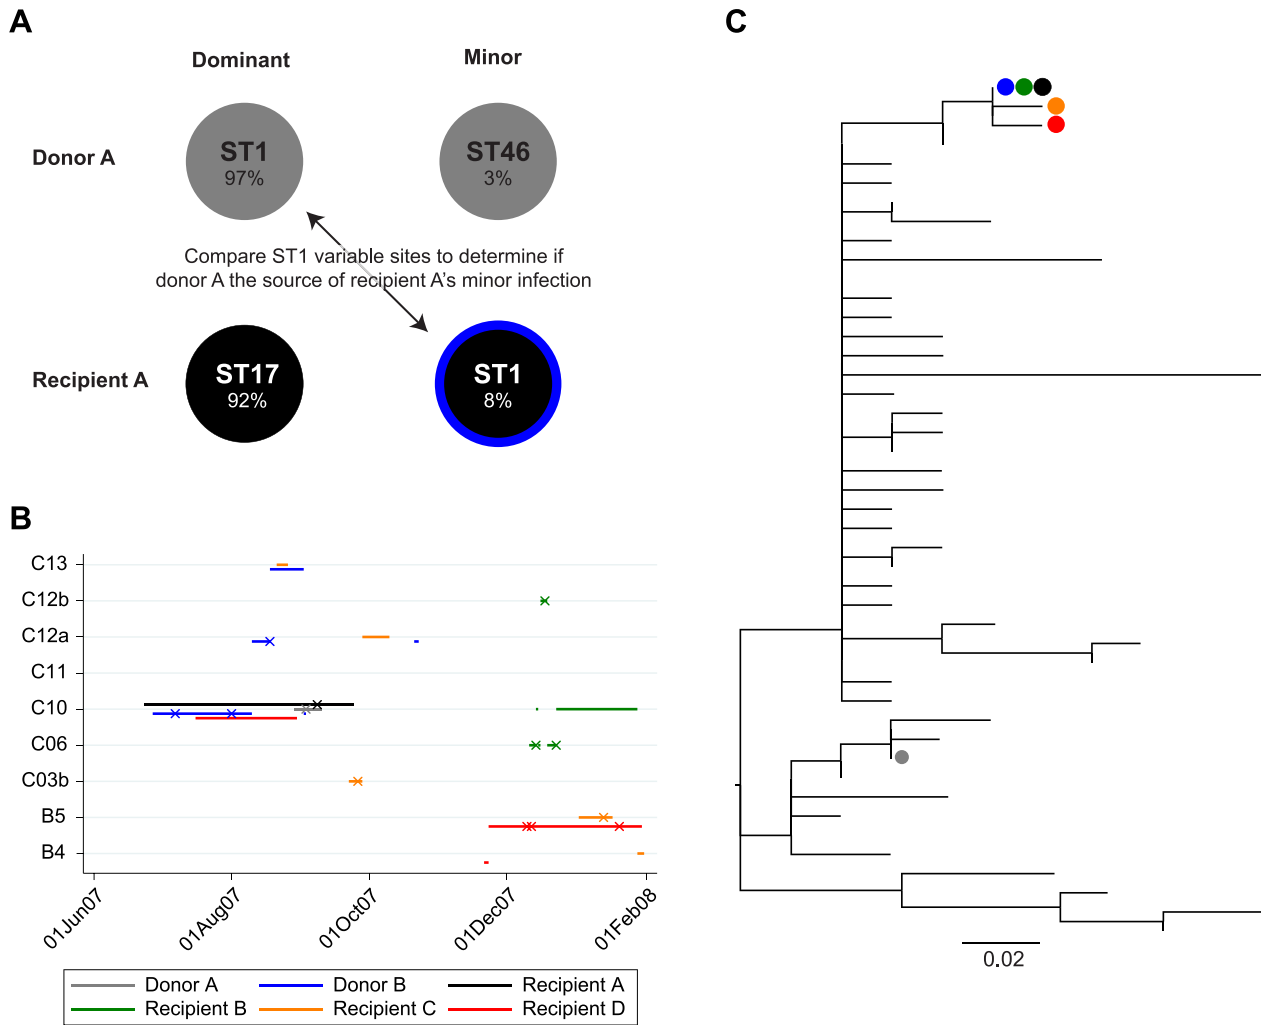 A
Dominant
Minor
Donor A
ST1
97%
ST46
3%
Compare ST1 variable sites to determine if
donor A the source of recipient A's minor infection
Recipient A
ST17
92%
ST1
8%
B
C13
C12b
C12a
C11
C10
C06
C03b
B5
B4
01Jun07
01Aug07
01Oct07
01Dec07
01Feb08
Donor A
Donor B
Recipient A
Recipient B
Recipient C
Recipient D
C
0.02